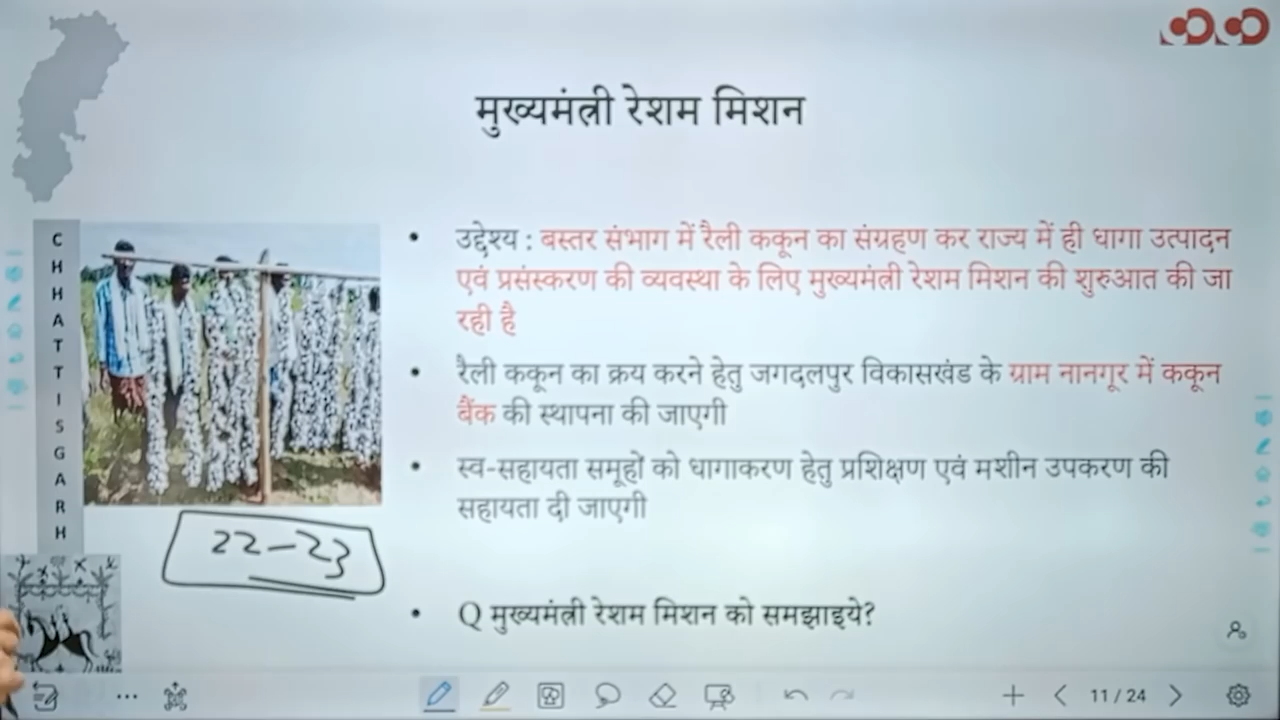 मुख्यमंत्री रेशम मिशन
CHHATTISGARH
• उद्देश्य : बस्तर संभाग में रैली ककून का संग्रहण कर राज्य में ही धागा उत्पादन
एवं प्रसंस्करण की व्यवस्था के लिए मुख्यमंत्री रेशम मिशन की शुरुआत की जा
रही है
• रैली ककून का क्रय करने हेतु जगदलपुर विकासखंड के ग्राम नानगूर में ककून
बैंक की स्थापना की जाएगी
• स्व-सहायता समूहों को धागाकरण हेतु प्रशिक्षण एवं मशीन उपकरण की
सहायता दी जाएगी
22-23
• Q मुख्यमंत्री रेशम मिशन को समझाइये?
11 / 24